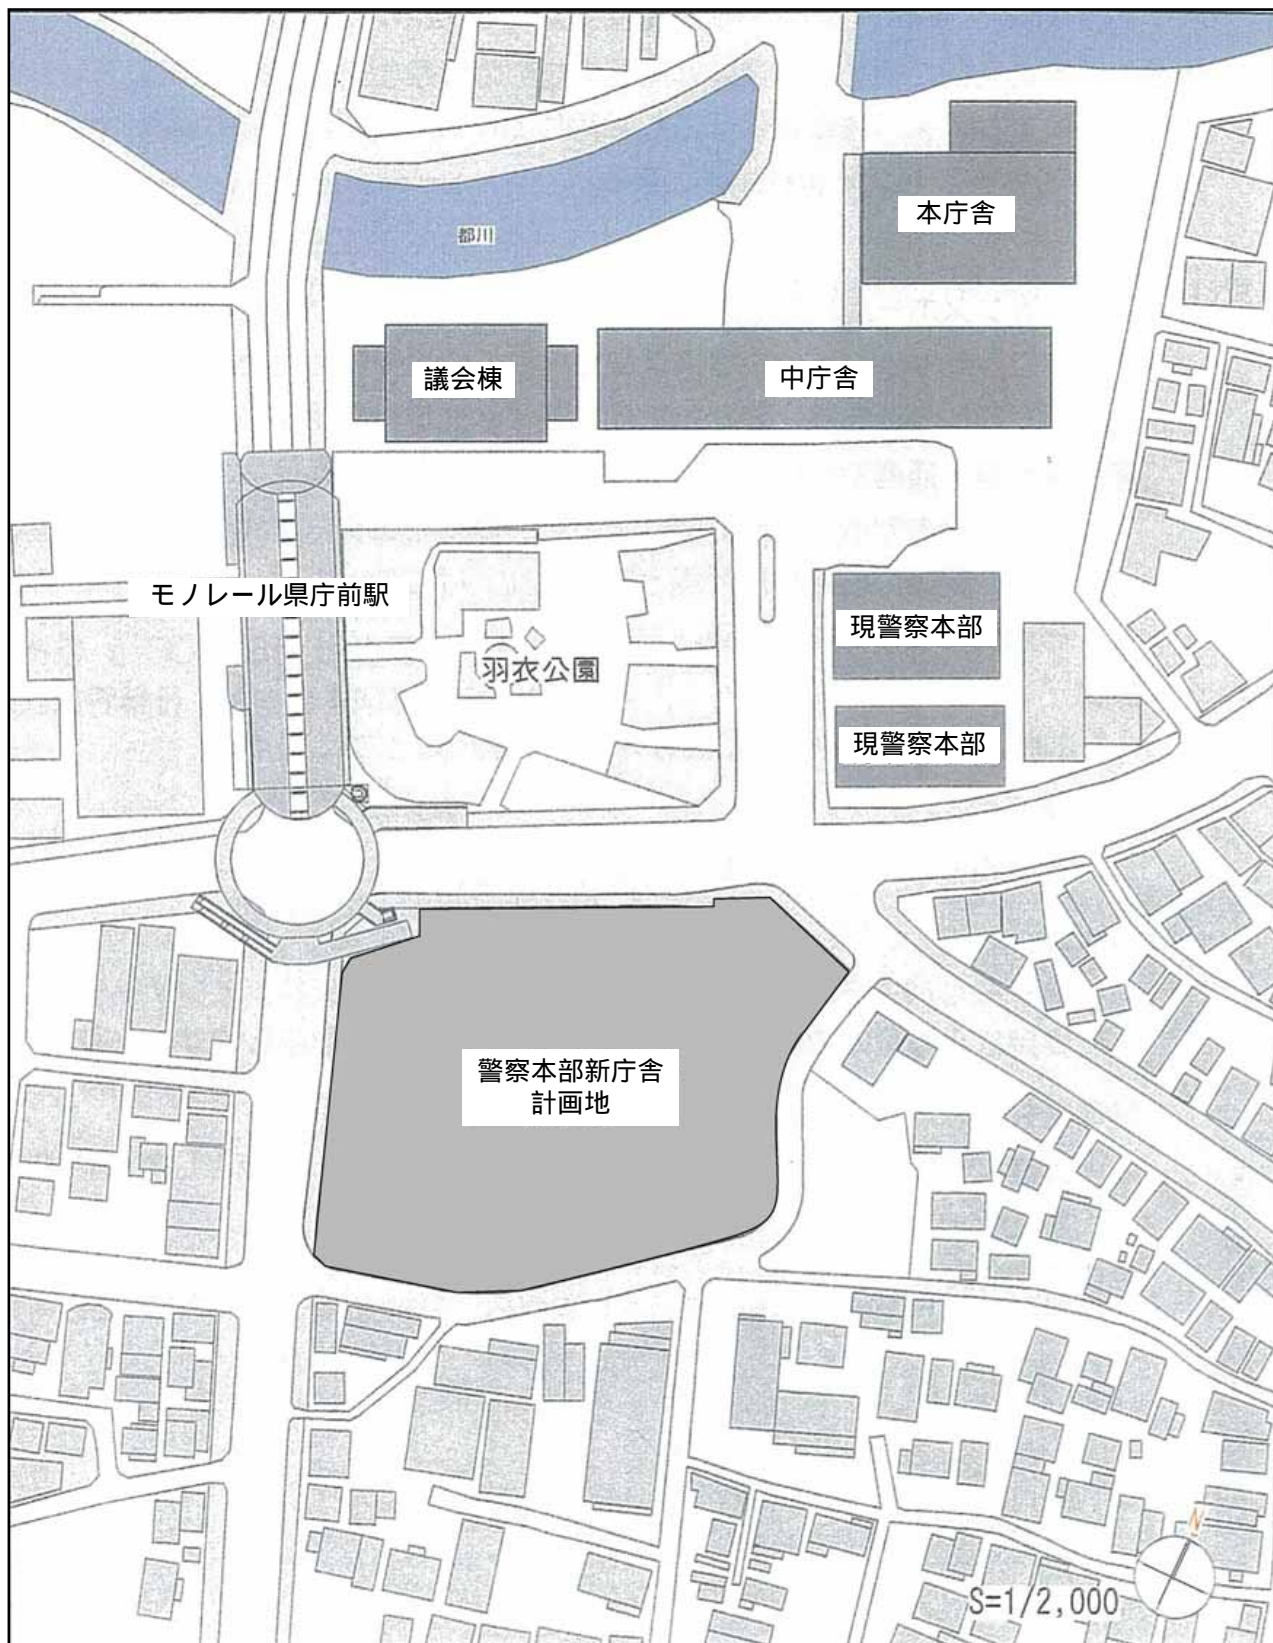 本庁舎
都川
議会棟
中庁舎
モノレール県庁前駅
現警察本部
羽衣公園
現警察本部
警察本部新庁舎
計画地
N
S=1/2,000